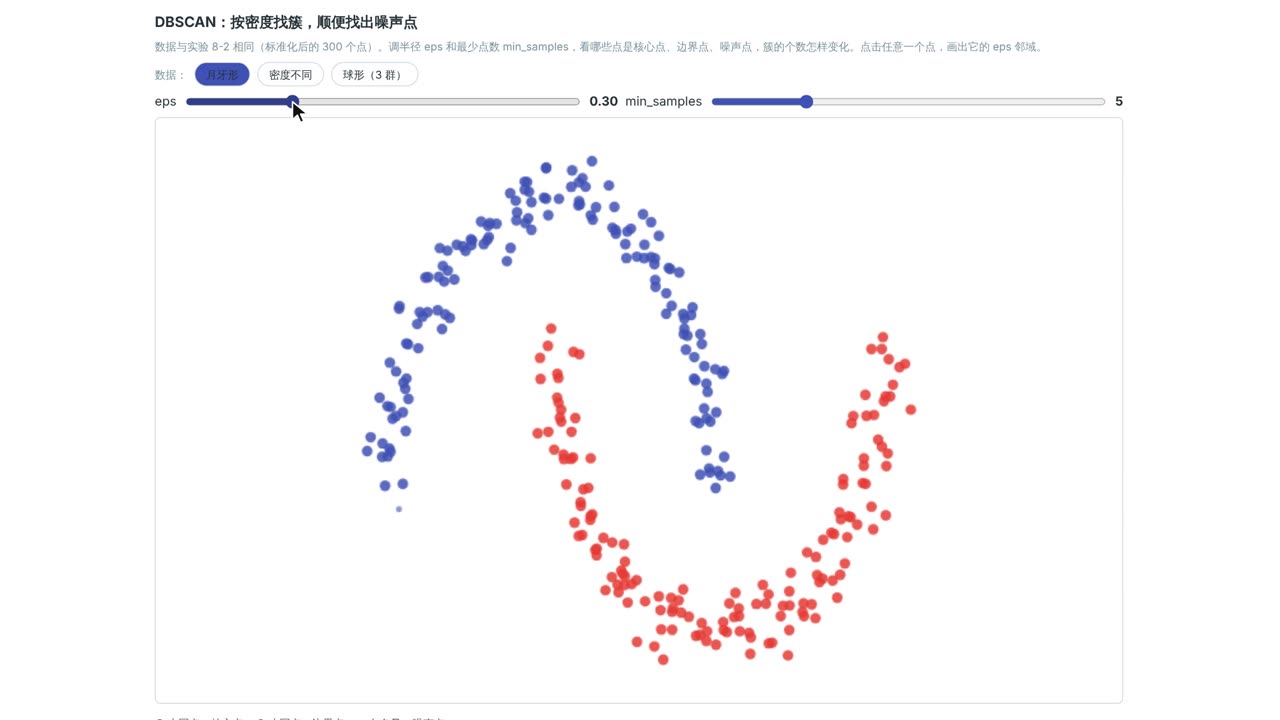 DBSCAN：按密度找簇，顺便找出噪声点
数据与实验 8-2 相同（标准化后的 300 个点）。调半径 eps 和最少点数 min_samples，看哪些点是核心点、边界点、噪声点，簇的个数怎样变化。点击任意一个点，画出它的 eps 邻域。
数据： 月牙形 密度不同 球形（3 群）
eps 0.30 min_samples 5